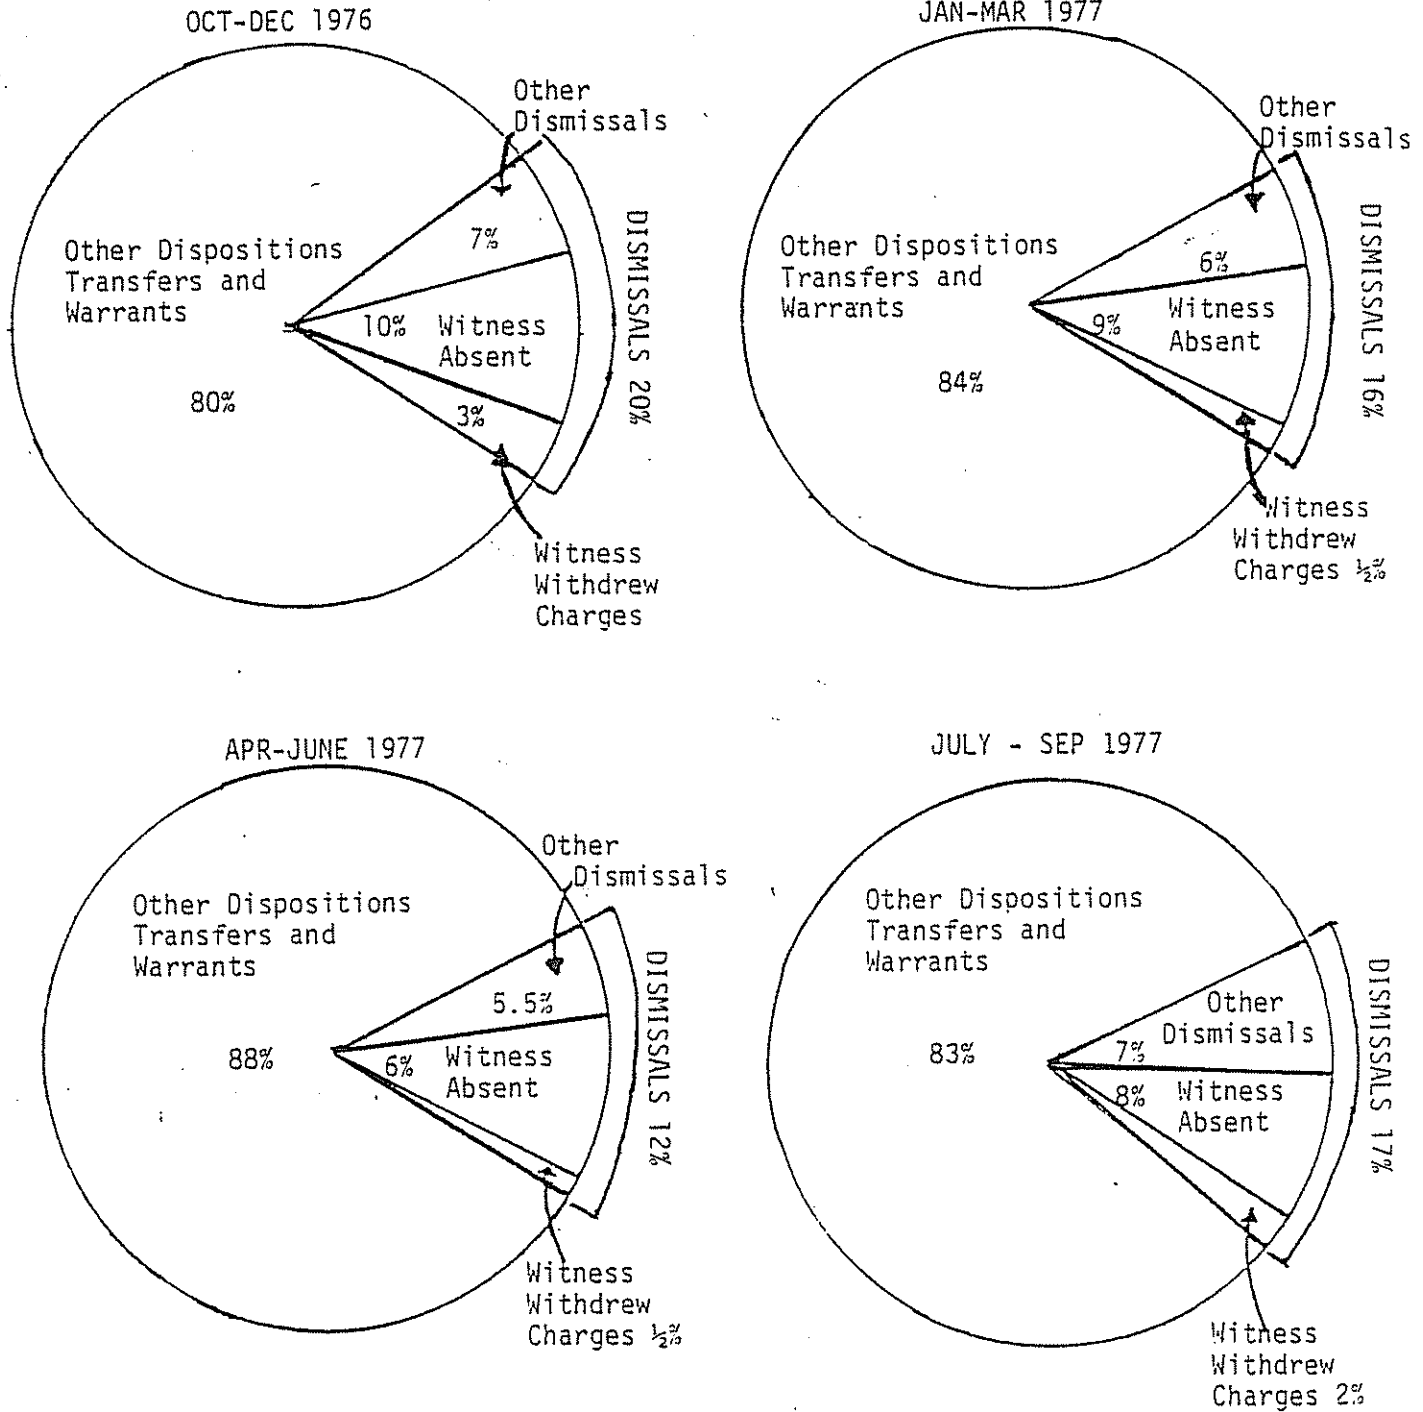 OCT-DEC 1976
Other
Dismissals
7%
Other Dispositions
Transfers and
Warrants
10% Witness
Absent
80%
3%
DISMISSALS 20%
Witness
Withdrew
Charges
JAN-MAR 1977
Other
Dismissals
Other Dispositions
Transfers and
Warrants
6%
Witness
9%
Absent
84%
DISMISSALS 16%
Witness
Withdrew
Charges ½%
APR-JUNE 1977
Other
Dismissals
Other Dispositions
Transfers and
Warrants
5.5%
88%
6% Witness
Absent
DISMISSALS 12%
Witness
Withdrew
Charges ½%
JULY - SEP 1977
Other Dispositions
Transfers and
Warrants
Other
Dismissals
7%
83%
8% Witness
Absent
DISMISSALS 17%
Witness
Withdrew
Charges 2%